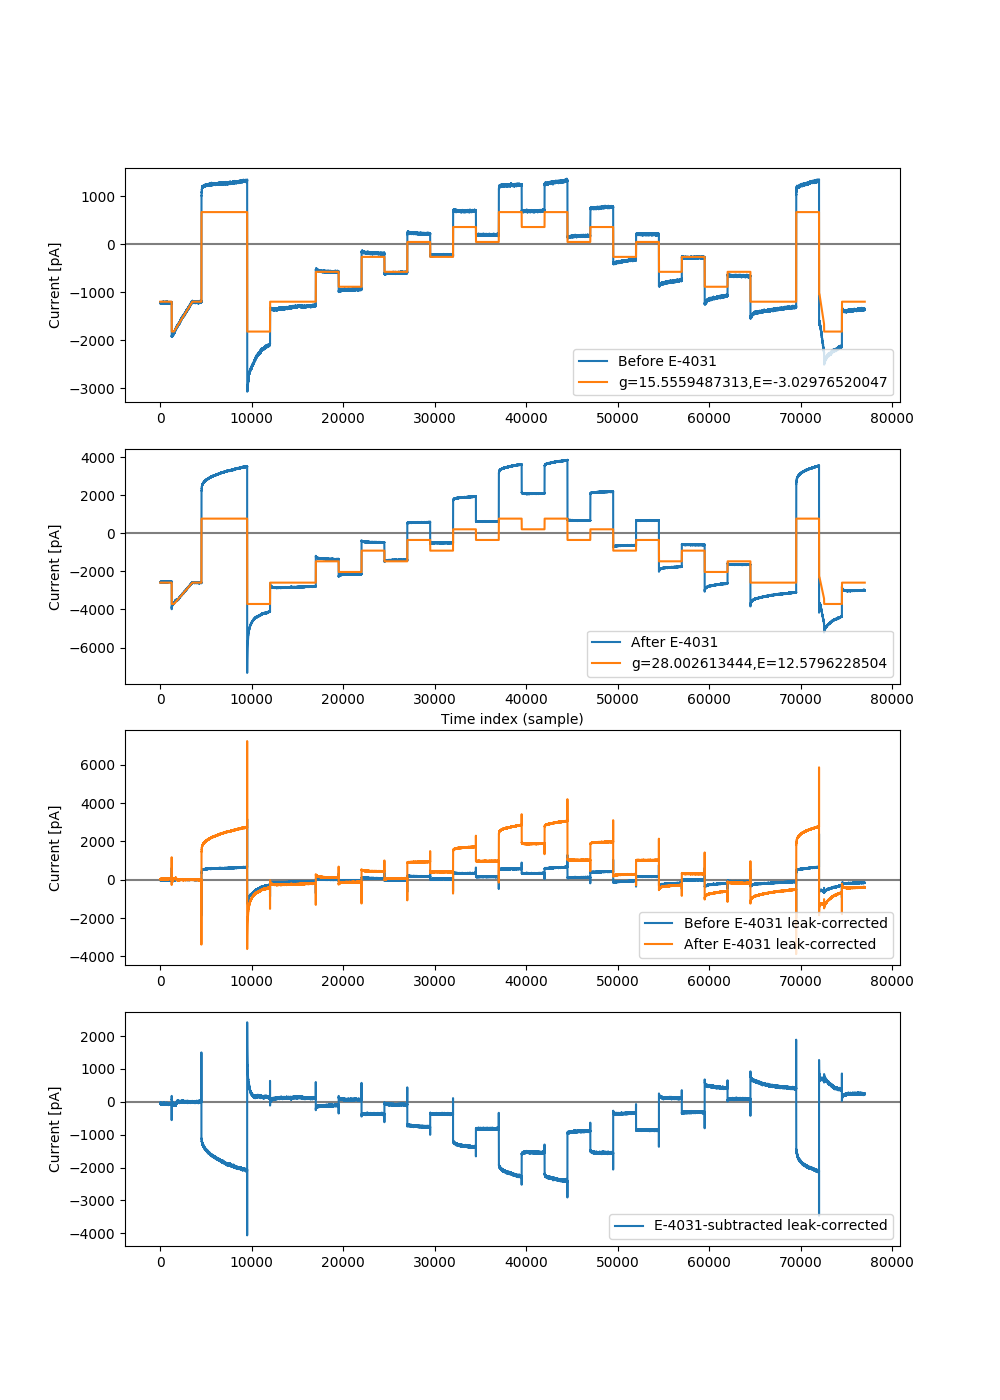 1000
0
−1000
−2000
−3000
Current [pA]
Before E-4031
g=15.5559487313,E=-3.02976520047
0 10000 20000 30000 40000 50000 60000 70000 80000
4000
2000
0
−2000
−4000
−6000
Current [pA]
After E-4031
g=28.002613444,E=12.5796228504
0 10000 20000 30000 40000 50000 60000 70000 80000
Time index (sample)
6000
4000
2000
0
−2000
−4000
Current [pA]
Before E-4031 leak-corrected
After E-4031 leak-corrected
0 10000 20000 30000 40000 50000 60000 70000 80000
2000
1000
0
−1000
−2000
−3000
−4000
Current [pA]
E-4031-subtracted leak-corrected
0 10000 20000 30000 40000 50000 60000 70000 80000